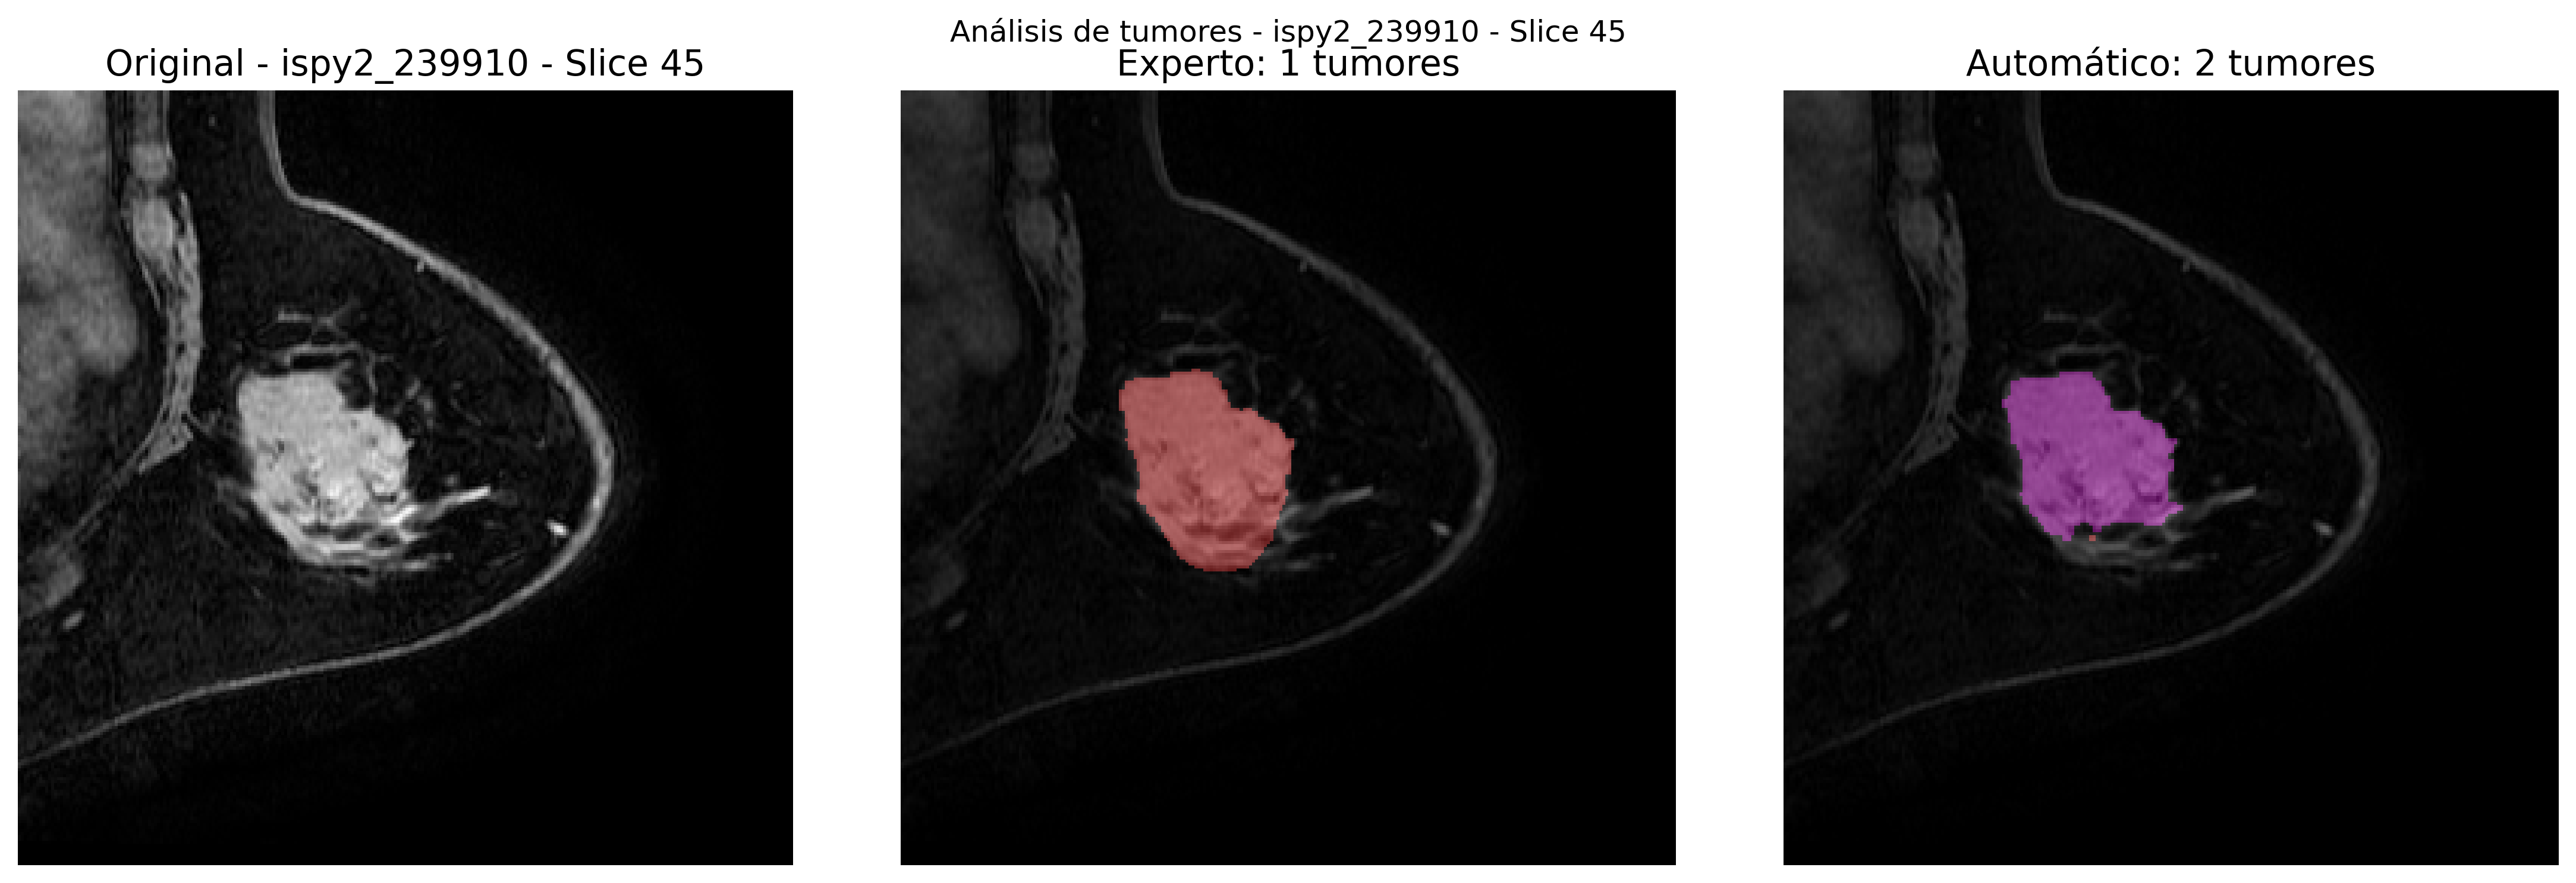 Análisis de tumores - ispy2_239910 - Slice 45
Original - ispy2_239910 - Slice 45
Experto: 1 tumores
Automático: 2 tumores